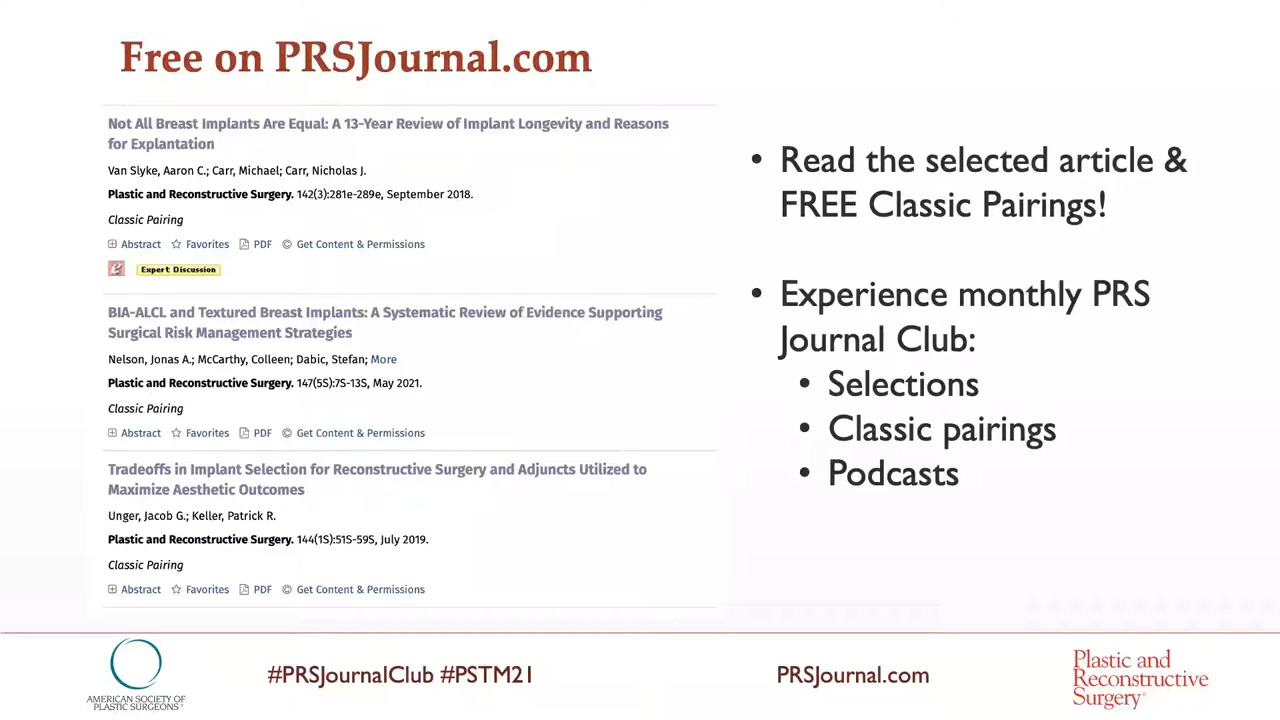 Free on PRSJournal.com
Not All Breast Implants Are Equal: A 13-Year Review of Implant Longevity and Reasons
for Explantation
Van Slyke, Aaron C.; Carr, Michael; Carr, Nicholas J.
Plastic and Reconstructive Surgery. 142(3):281e-289e, September 2018.
Classic Pairing
Abstract Favorites PDF Get Content & Permissions
Expert Discussion
BIA-ALCL and Textured Breast Implants: A Systematic Review of Evidence Supporting
Surgical Risk Management Strategies
Nelson, Jonas A.; McCarthy, Colleen; Dabic, Stefan; More
Plastic and Reconstructive Surgery. 147(5S):7S-13S, May 2021.
Classic Pairing
Abstract Favorites PDF Get Content & Permissions
Tradeoffs in Implant Selection for Reconstructive Surgery and Adjuncts Utilized to
Maximize Aesthetic Outcomes
Unger, Jacob G.; Keller, Patrick R.
Plastic and Reconstructive Surgery. 144(1S):51S-59S, July 2019.
Classic Pairing
Abstract Favorites PDF Get Content & Permissions
• Read the selected article &
FREE Classic Pairings!
• Experience monthly PRS
Journal Club:
• Selections
• Classic pairings
• Podcasts
AMERICAN SOCIETY OF
PLASTIC SURGEONS®
#PRSJournalClub #PSTM21
PRSJournal.com
Plastic and
Reconstructive
Surgery®